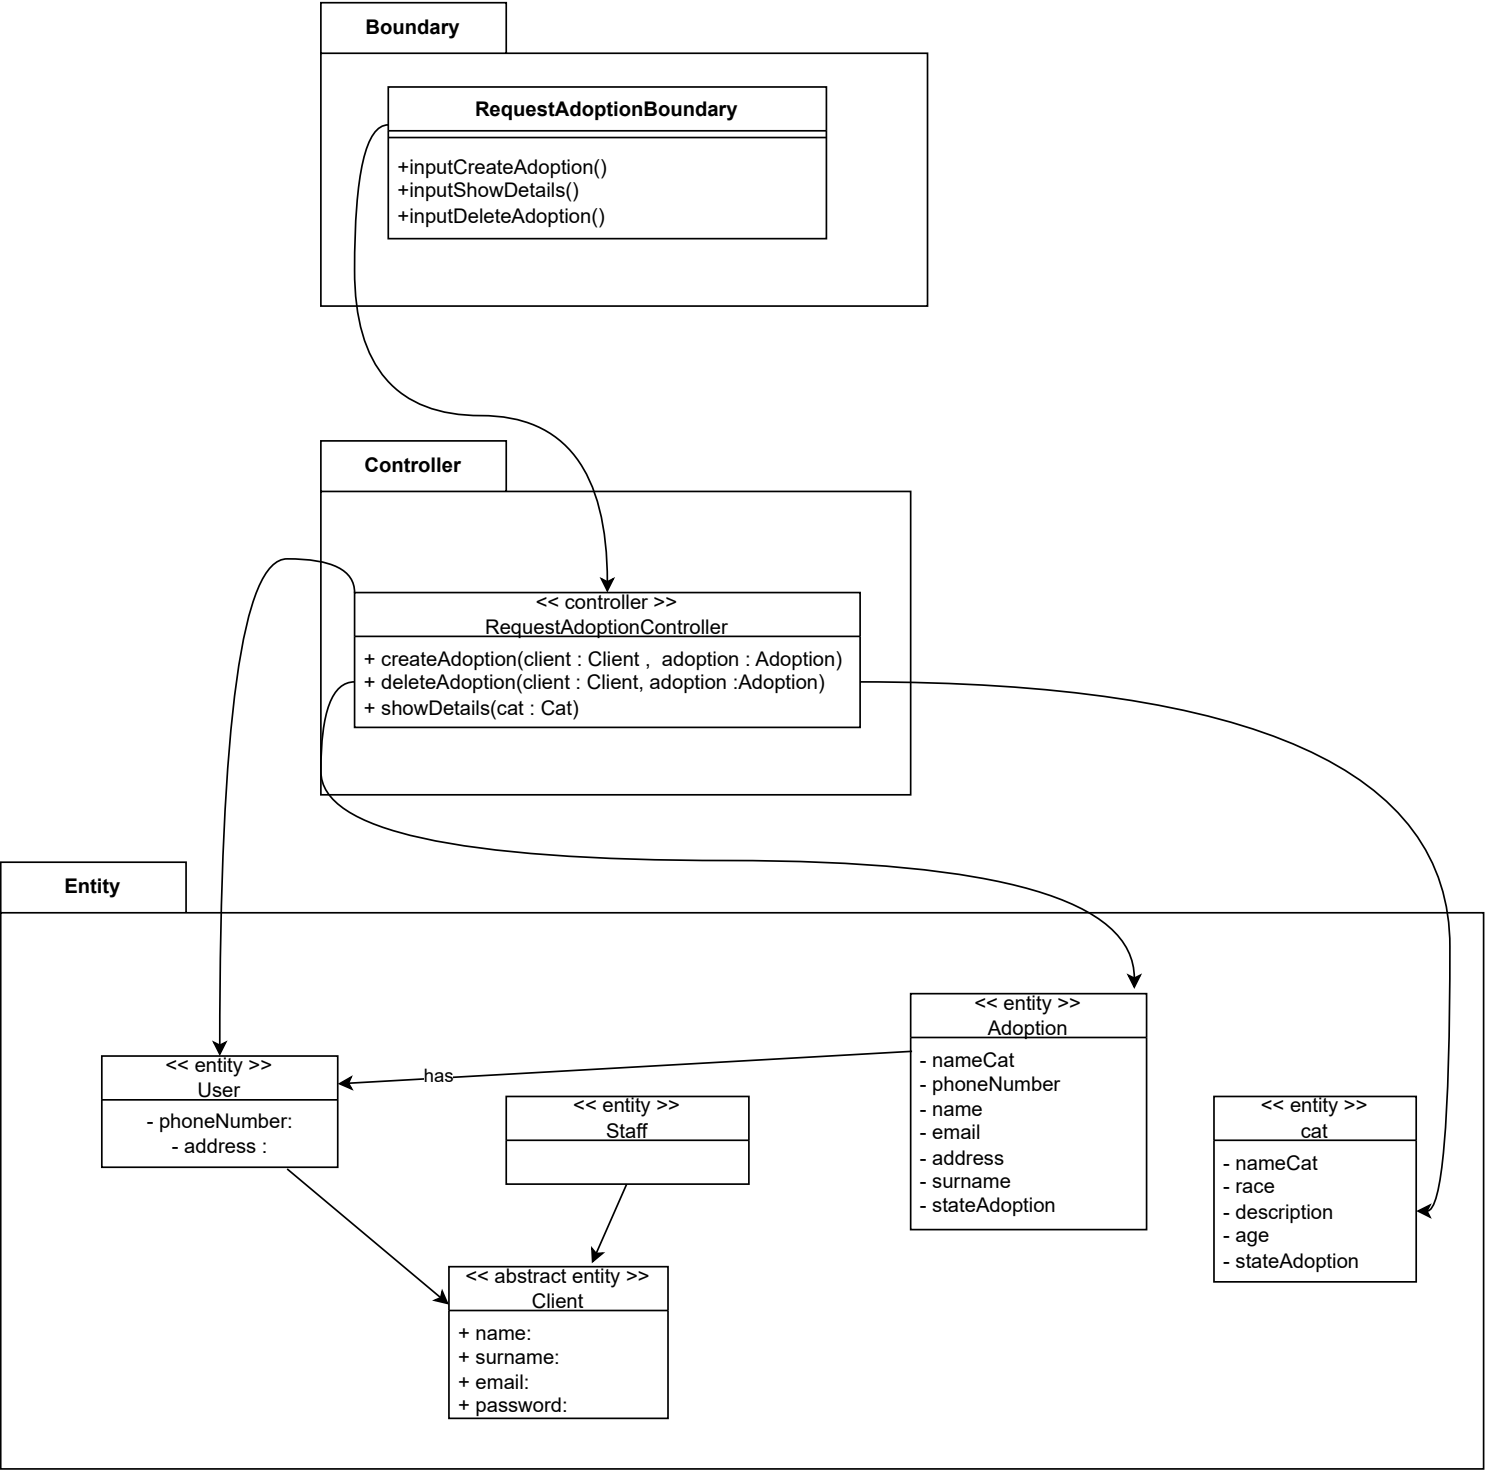 Boundary
RequestAdoptionBoundary
+inputCreateAdoption()
+inputShowDetails()
+inputDeleteAdoption()
Controller
<< controller >>
RequestAdoptionController
+ createAdoption(client : Client ,  adoption : Adoption)
+ deleteAdoption(client : Client, adoption :Adoption)
+ showDetails(cat : Cat)
Entity
<< entity >>
User
- phoneNumber:
- address :
has
<< entity >>
Staff
<< entity >>
Adoption
- nameCat
- phoneNumber
- name
- email
- address
- surname
- stateAdoption
<< entity >>
cat
- nameCat
- race
- description
- age
- stateAdoption
<< abstract entity >>
Client
+ name:
+ surname:
+ email:
+ password: